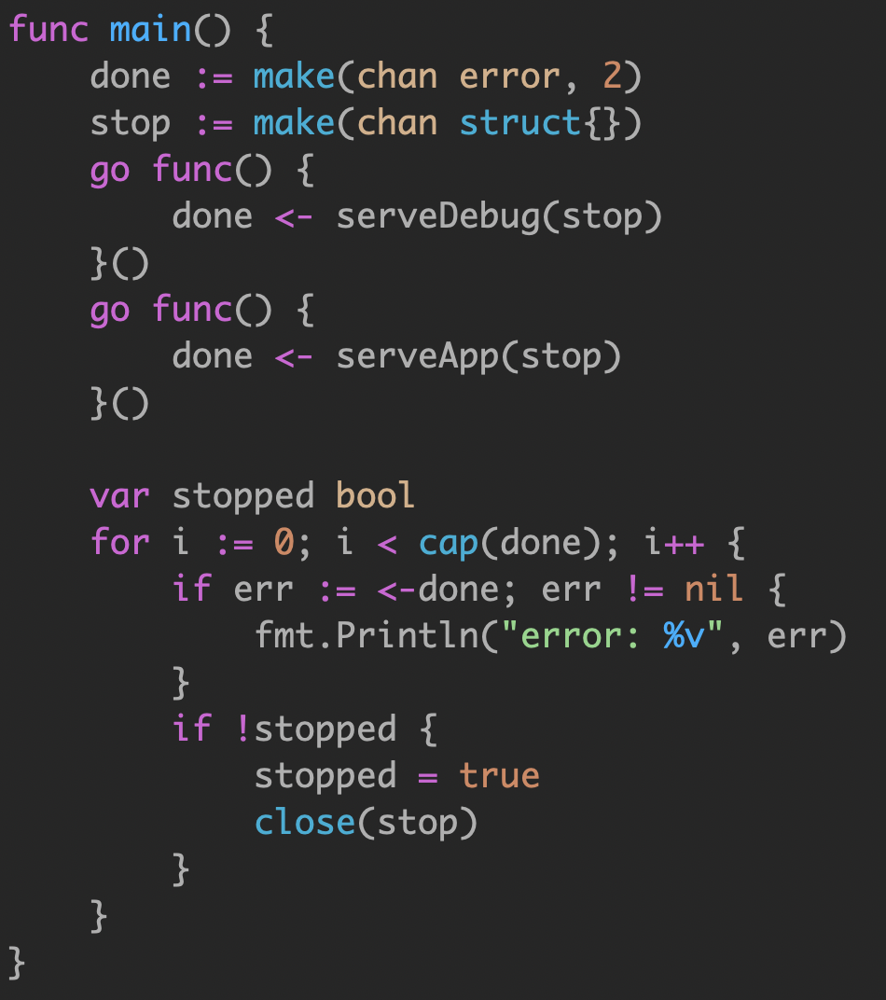 func main() {
    done := make(chan error, 2)
    stop := make(chan struct{})
    go func() {
        done <- serveDebug(stop)
    }()
    go func() {
        done <- serveApp(stop)
    }()

    var stopped bool
    for i := 0; i < cap(done); i++ {
        if err := <-done; err != nil {
            fmt.Println("error: %v", err)
        }
        if !stopped {
            stopped = true
            close(stop)
        }
    }
}